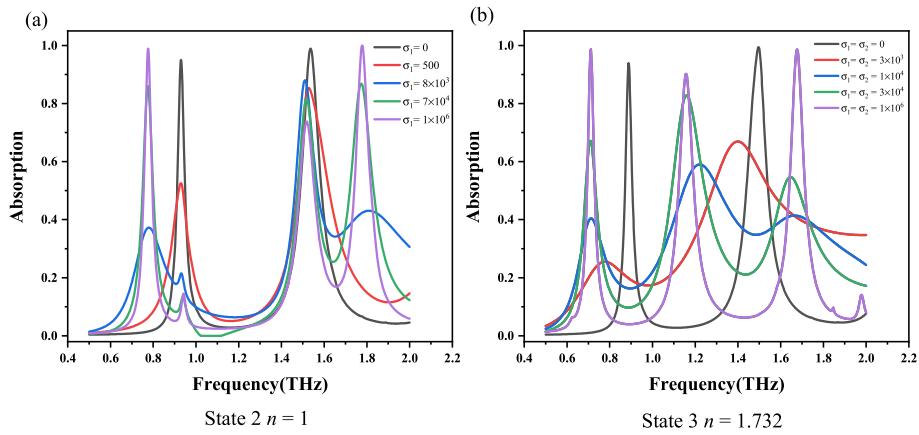 (a)
Absorption
1.0
0.8
0.6
0.4
0.2
0.0
σ₁= 0
σ₁= 500
σ₁= 8×10³
σ₁= 7×10⁴
σ₁= 1×10⁶
0.4 0.6 0.8 1.0 1.2 1.4 1.6 1.8 2.0 2.2
Frequency(THz)
State 2 n = 1
(b)
Absorption
1.0
0.8
0.6
0.4
0.2
0.0
σ₁= σ₂ = 0
σ₁= σ₂ = 3×10³
σ₁= σ₂ = 1×10⁴
σ₁= σ₂ = 3×10⁴
σ₁= σ₂ = 1×10⁶
0.4 0.6 0.8 1.0 1.2 1.4 1.6 1.8 2.0 2.2
Frequency(THz)
State 3 n = 1.732